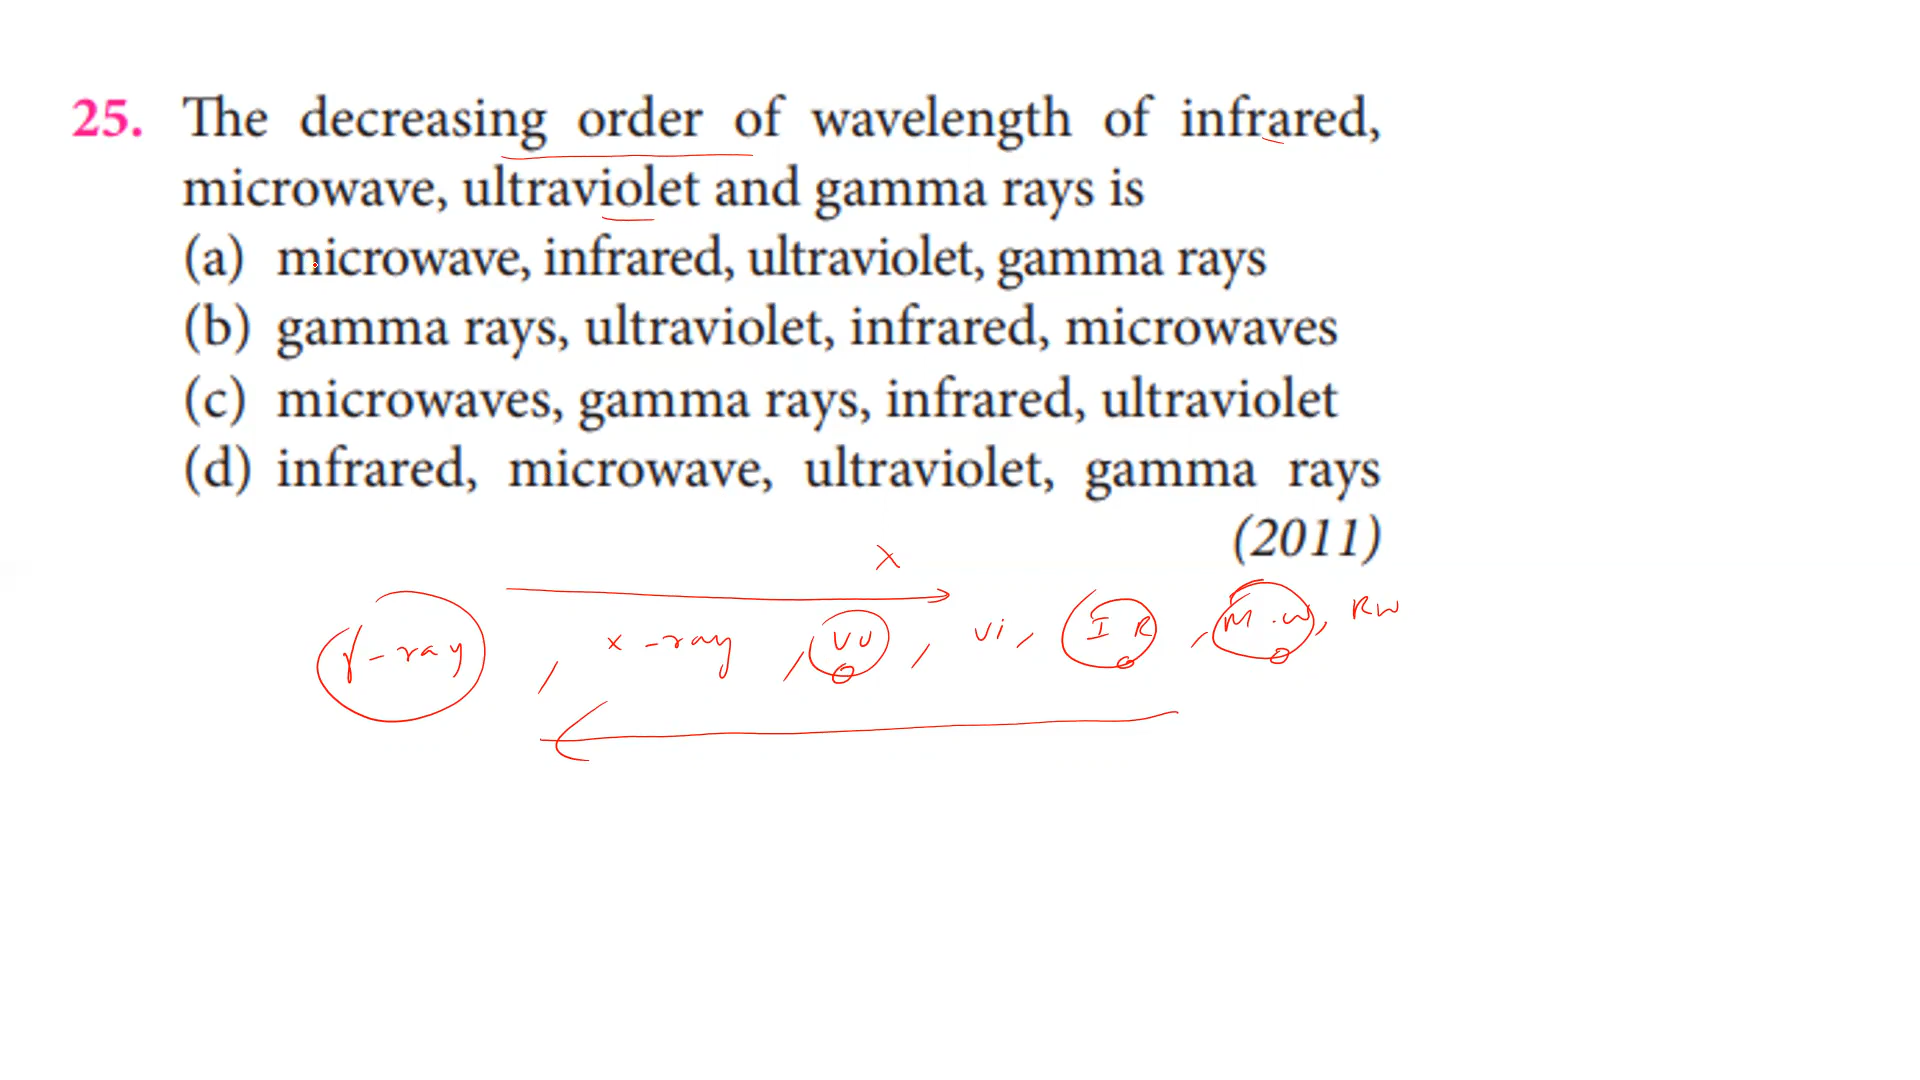 25. The decreasing order of wavelength of infrared,
microwave, ultraviolet and gamma rays is
(a) microwave, infrared, ultraviolet, gamma rays
(b) gamma rays, ultraviolet, infrared, microwaves
(c) microwaves, gamma rays, infrared, ultraviolet
(d) infrared, microwave, ultraviolet, gamma rays
(2011)
λ
γ-ray, x-ray, UV, Vi, IR, M.W, RW